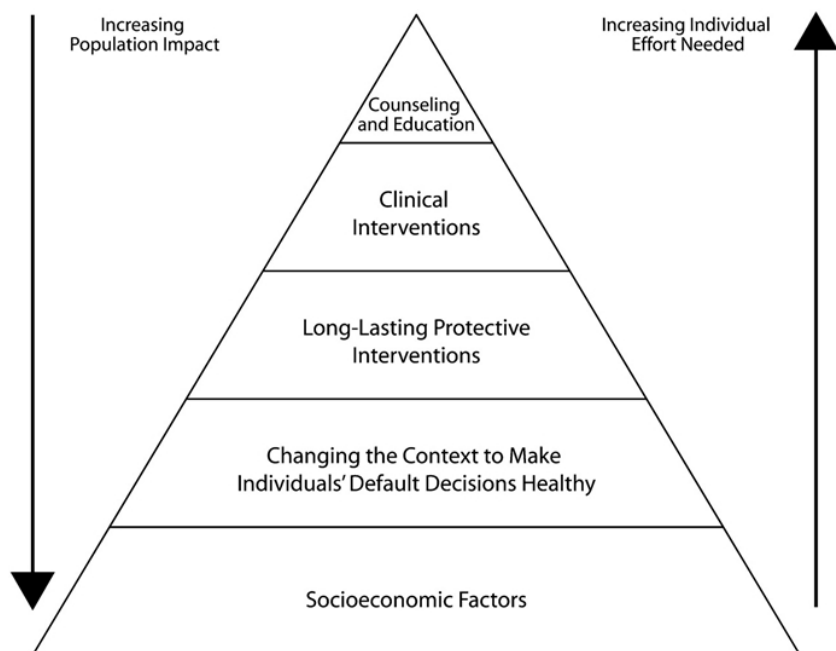 Increasing
Population Impact
Increasing Individual
Effort Needed
Counseling
and Education
Clinical
Interventions
Long-Lasting Protective
Interventions
Changing the Context to Make
Individuals’ Default Decisions Healthy
Socioeconomic Factors